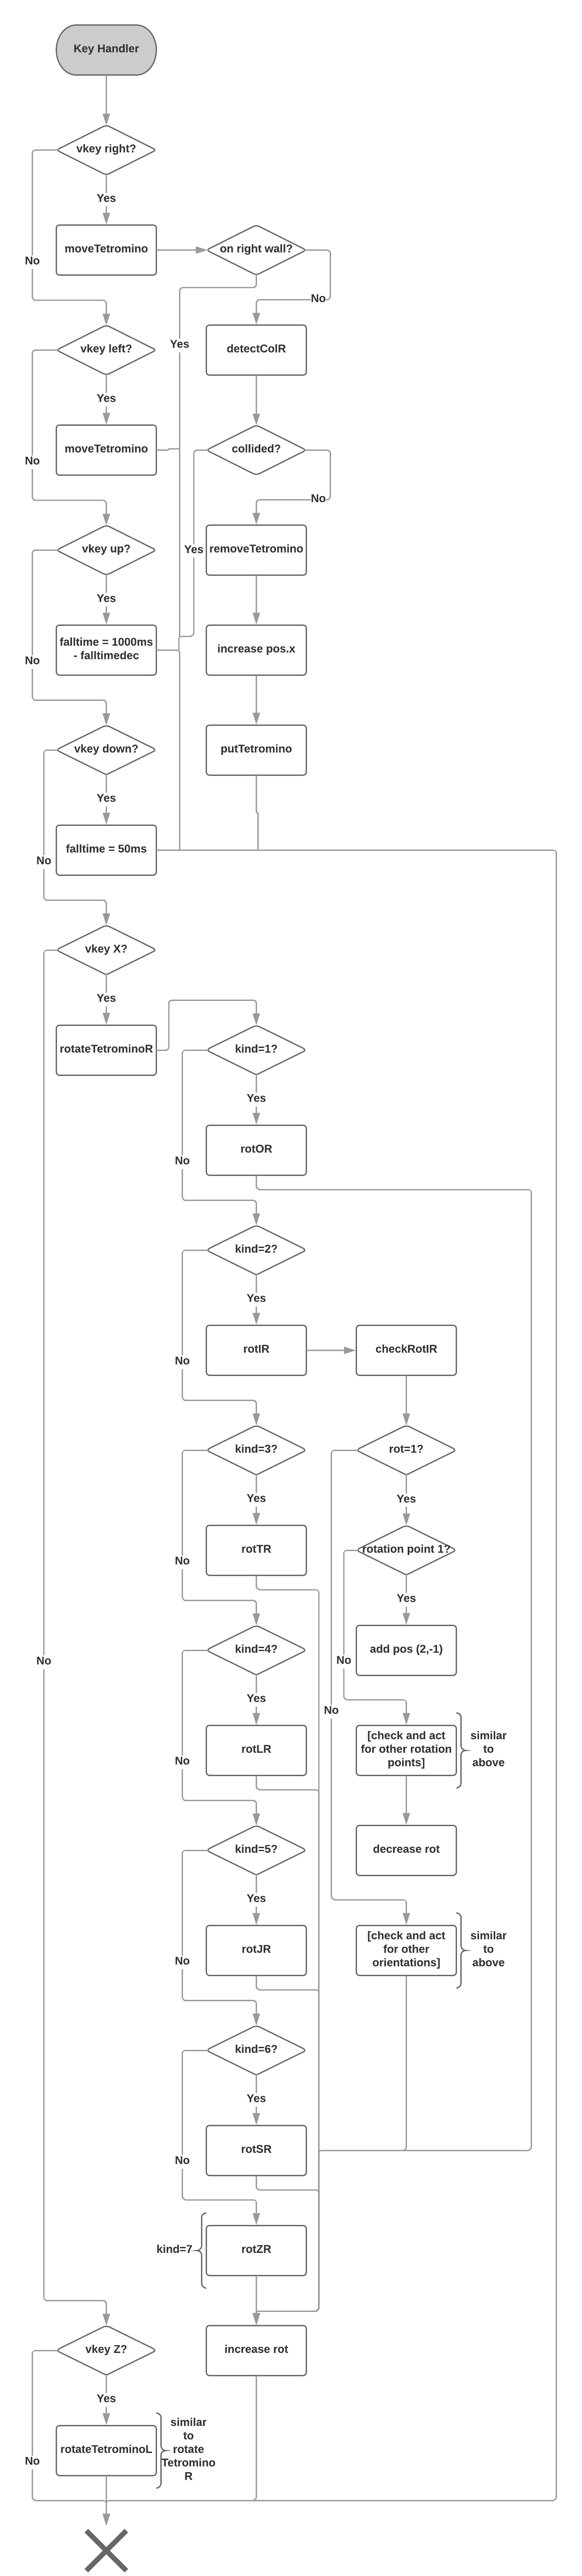 Key Handler
vkey right?
Yes
No
moveTetromino
on right wall?
No
Yes
detectColR
vkey left?
Yes
No
moveTetromino
collided?
No
Yes
removeTetromino
vkey up?
Yes
No
falltime = 1000ms
- falltimedec
increase pos.x
vkey down?
putTetromino
Yes
No
falltime = 50ms
vkey X?
Yes
No
rotateTetrominoR
kind=1?
Yes
No
rotOR
kind=2?
Yes
No
rotIR
checkRotIR
kind=3?
Yes
No
rotTR
rot=1?
Yes
No
rotation point 1?
Yes
No
add pos (2,-1)
kind=4?
Yes
No
rotLR
[check and act
for other rotation
points]
similar
to
above
decrease rot
kind=5?
Yes
No
rotJR
[check and act
for other
orientations]
similar
to
above
kind=6?
Yes
No
rotSR
kind=7
rotZR
increase rot
vkey Z?
Yes
No
rotateTetrominoL
similar
to
rotate
Tetromino
R